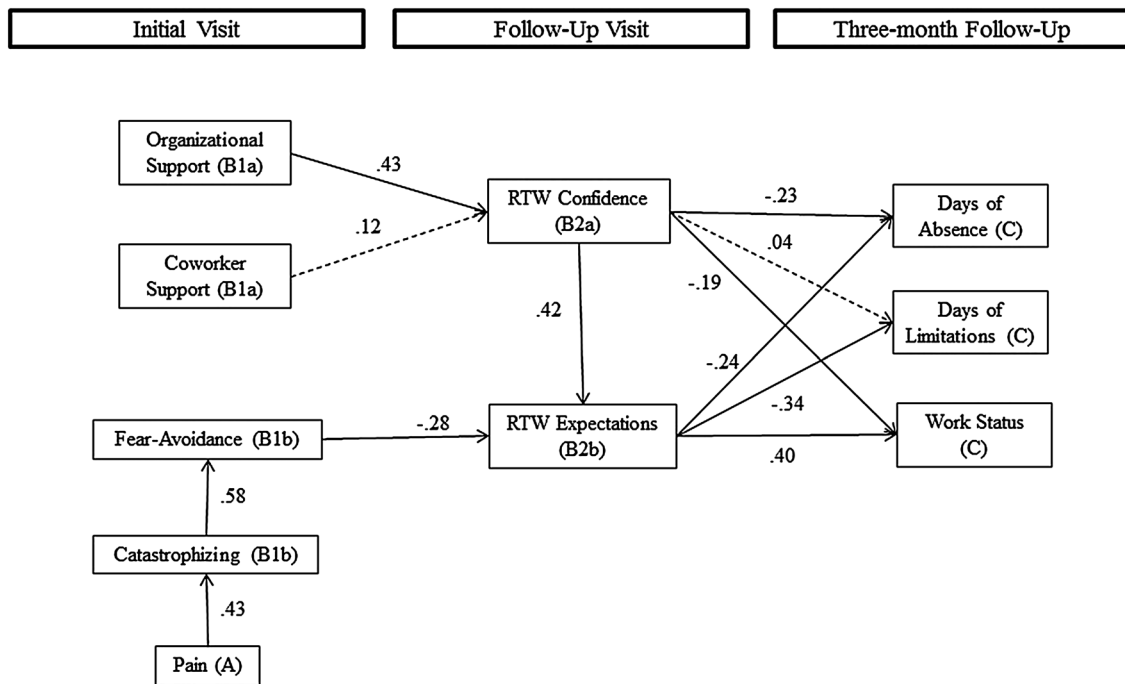 Initial Visit
Follow-Up Visit
Three-month Follow-Up
Organizational
Support (B1a)
.43
Coworker
Support (B1a)
.12
RTW Confidence
(B2a)
-.23
.04
-.19
Days of
Absence (C)
Days of
Limitations (C)
.42
-.24
-.34
Fear-Avoidance (B1b)
-.28
RTW Expectations
(B2b)
.40
Work Status
(C)
.58
Catastrophizing (B1b)
.43
Pain (A)